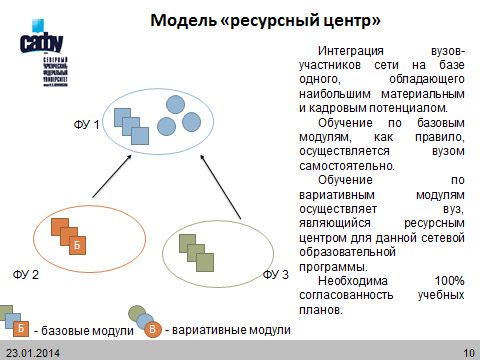 Модель «ресурсный центр»
сафу
СЕВЕРНЫЙ
АРКТИЧЕСКИЙ
ФЕДЕРАЛЬНЫЙ
УНИВЕРСИТЕТ
Интеграция вузов-
участников сети на базе
одного, обладающего
наибольшим материальным
и кадровым потенциалом.
Обучение по базовым
модулям, как правило,
осуществляется вузом
самостоятельно.
Обучение по
вариативным модулям
осуществляет вуз,
являющийся ресурсным
центром для данной сетевой
образовательной
программы.
Необходима 100%
согласованность учебных
планов.
ФУ 1
Б
ФУ 2
ФУ 3
Б - базовые модули
В - вариативные модули
23.01.2014
10